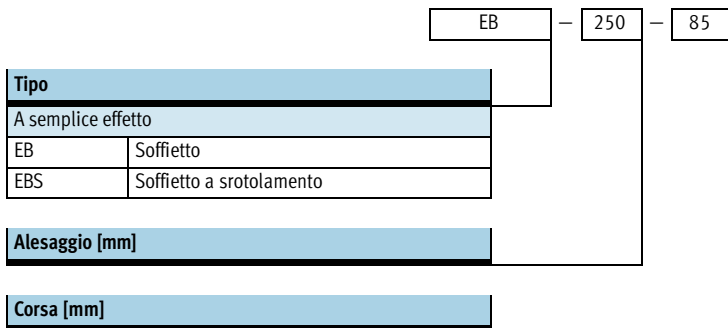 EB — 250 — 85
Tipo
A semplice effetto
EB Soffietto
EBS Soffietto a srotolamento
Alesaggio [mm]
Corsa [mm]